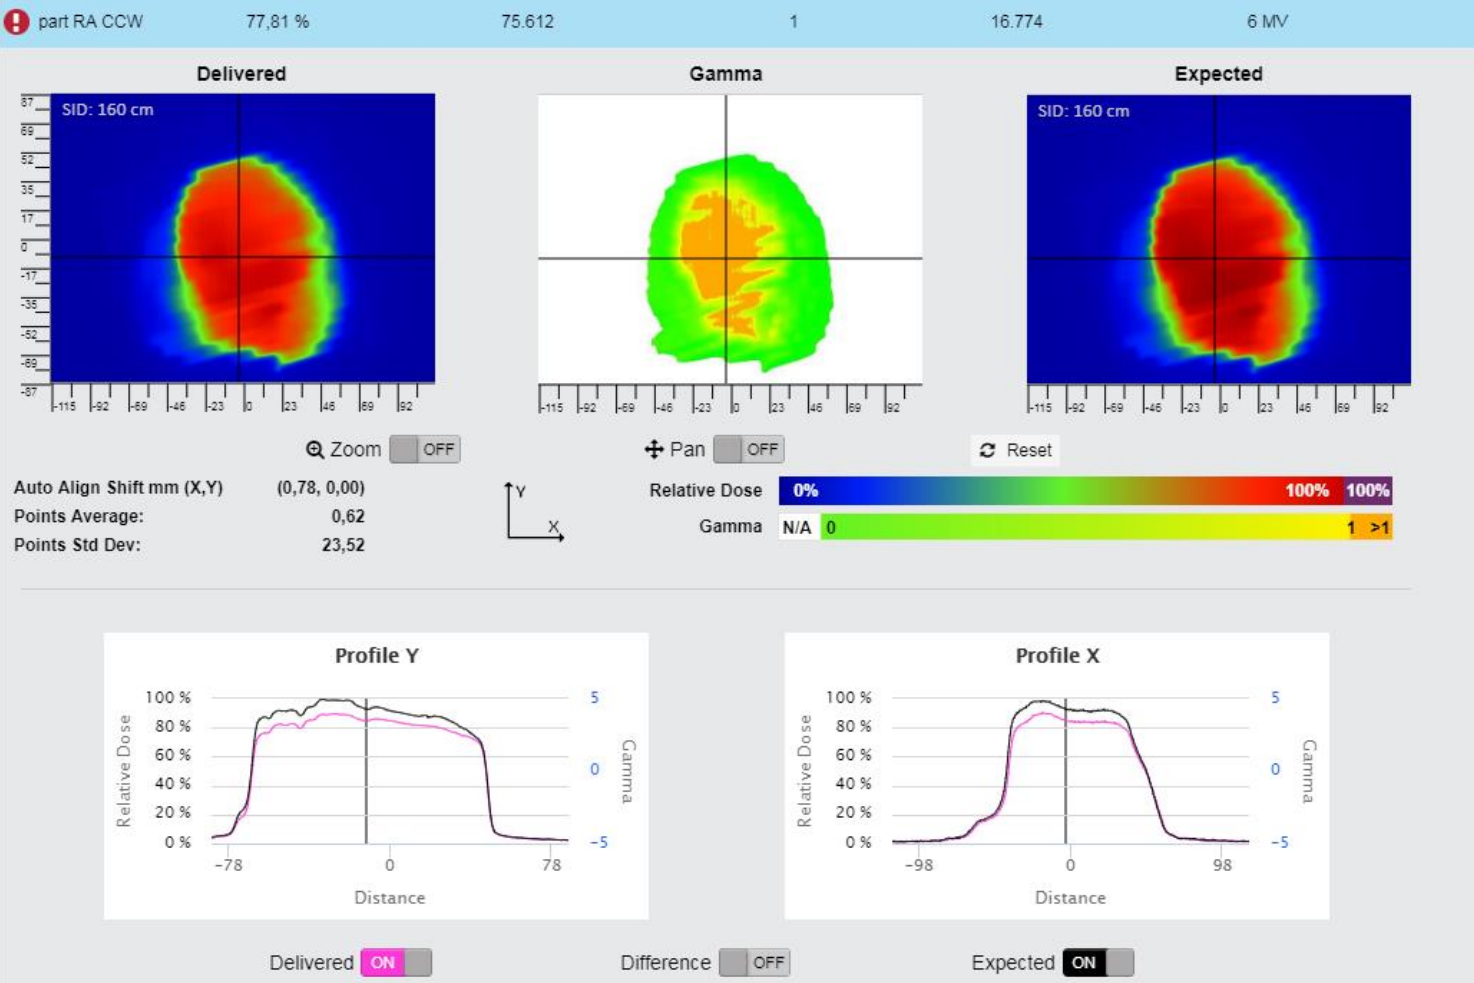 part RA CCW 77,81 % 75.612 1 16.774 6 MV
Delivered Gamma Expected
SID: 160 cm
SID: 160 cm
87
69
52
35
17
0
-17
-35
-52
-69
-87
-115 -92 -69 -46 -23 0 23 46 69 92
-115 -92 -69 -46 -23 0 23 46 69 92
-115 -92 -69 -46 -23 0 23 46 69 92
Zoom OFF Pan OFF Reset
Auto Align Shift mm (X,Y) (0,78, 0,00)
Points Average: 0,62
Points Std Dev: 23,52
Y
X
Relative Dose 0% 100% 100%
Gamma N/A 0 1 >1
Profile Y
100 % 5
80 %
60 %
0
40 %
20 %
0 % -5
Relative Dose
Gamma
-78 0 78
Distance
Profile X
100 % 5
80 %
60 %
0
40 %
20 %
0 % -5
Relative Dose
Gamma
-98 0 98
Distance
Delivered ON Difference OFF Expected ON